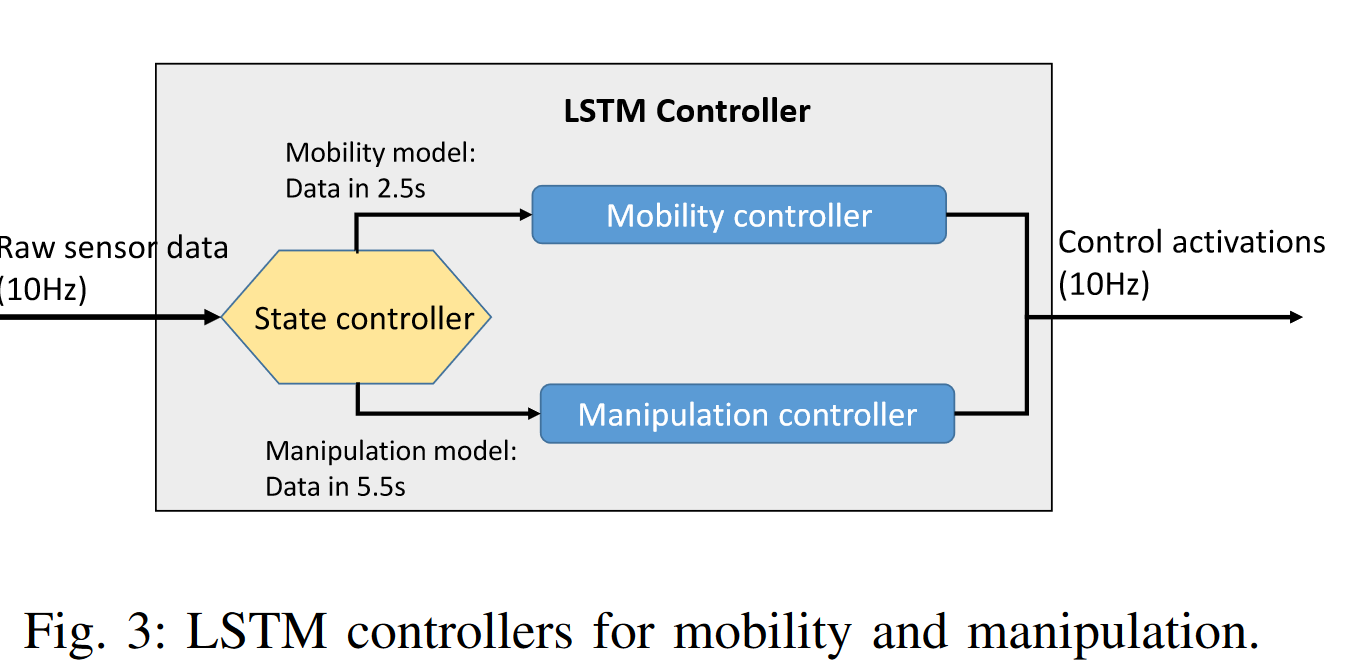 LSTM Controller
Mobility model:
Data in 2.5s
Mobility controller
Raw sensor data
(10Hz)
State controller
Control activations
(10Hz)
Manipulation controller
Manipulation model:
Data in 5.5s
Fig. 3: LSTM controllers for mobility and manipulation.